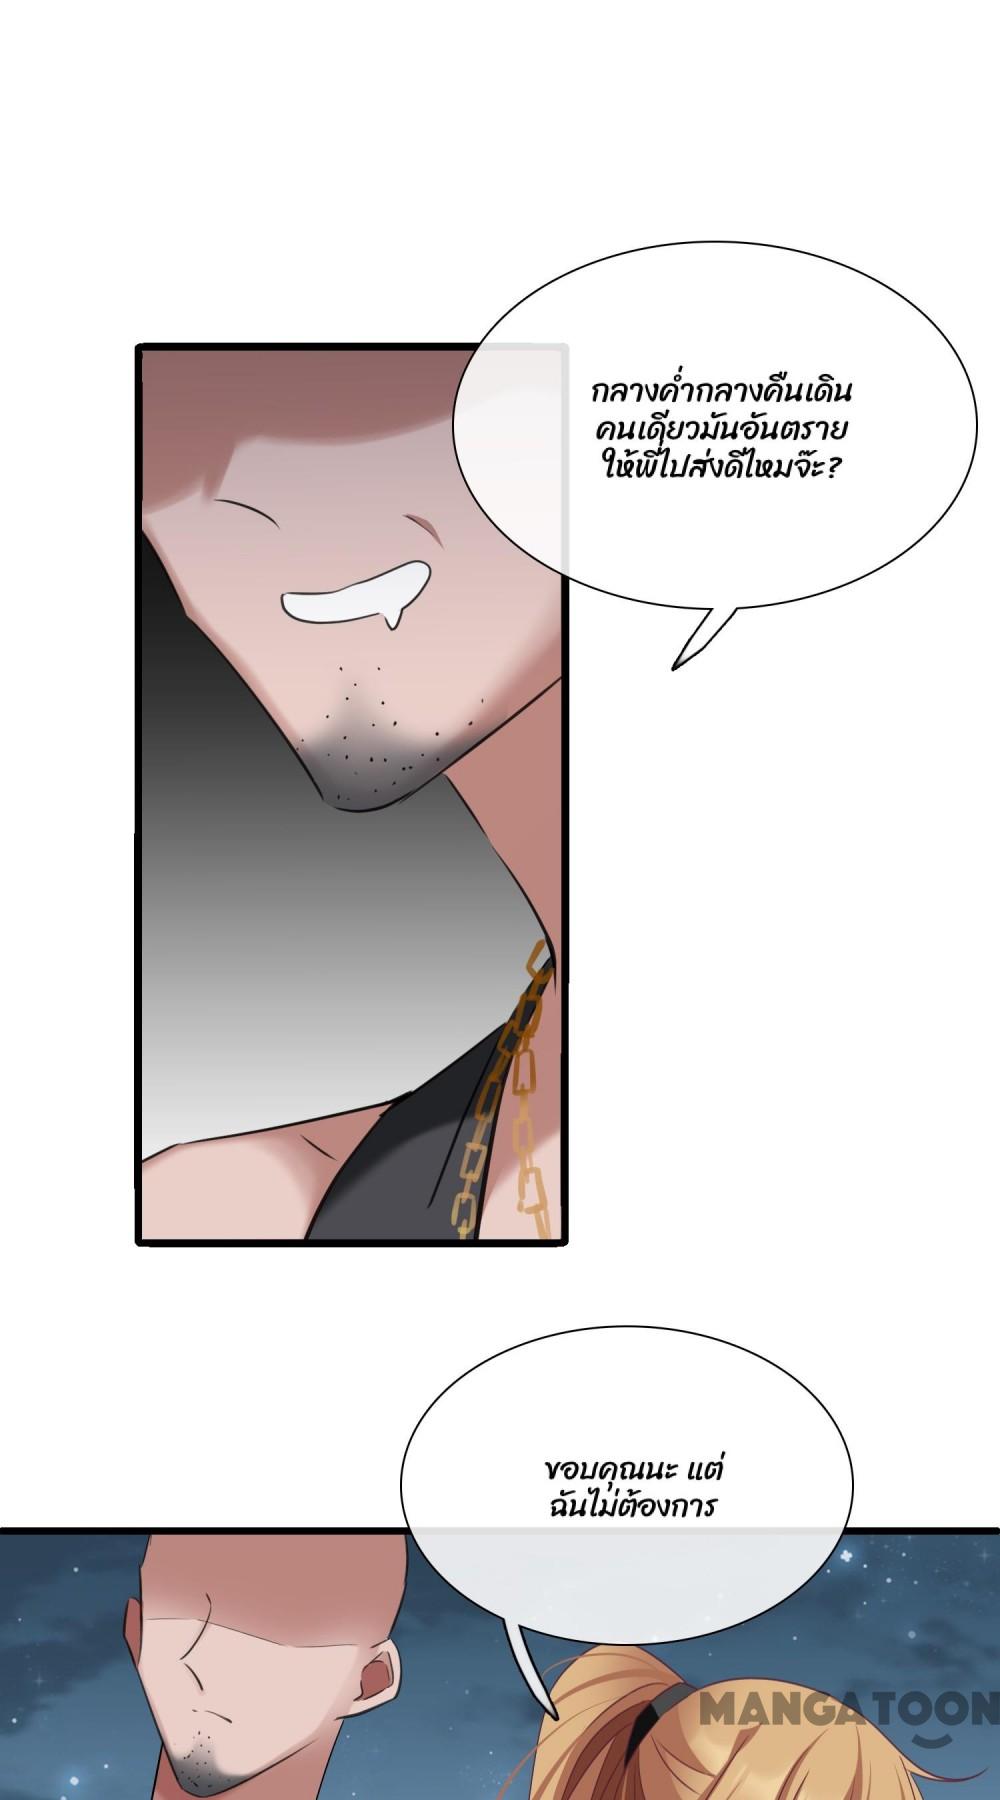 กลางค่ำกลางคืนเดิน
คนเดียวมันอันตราย
ให้พี่ไปส่งดีไหมจ๊ะ?
ขอบคุณนะ แต่
ฉันไม่ต้องการ
MANGATOON